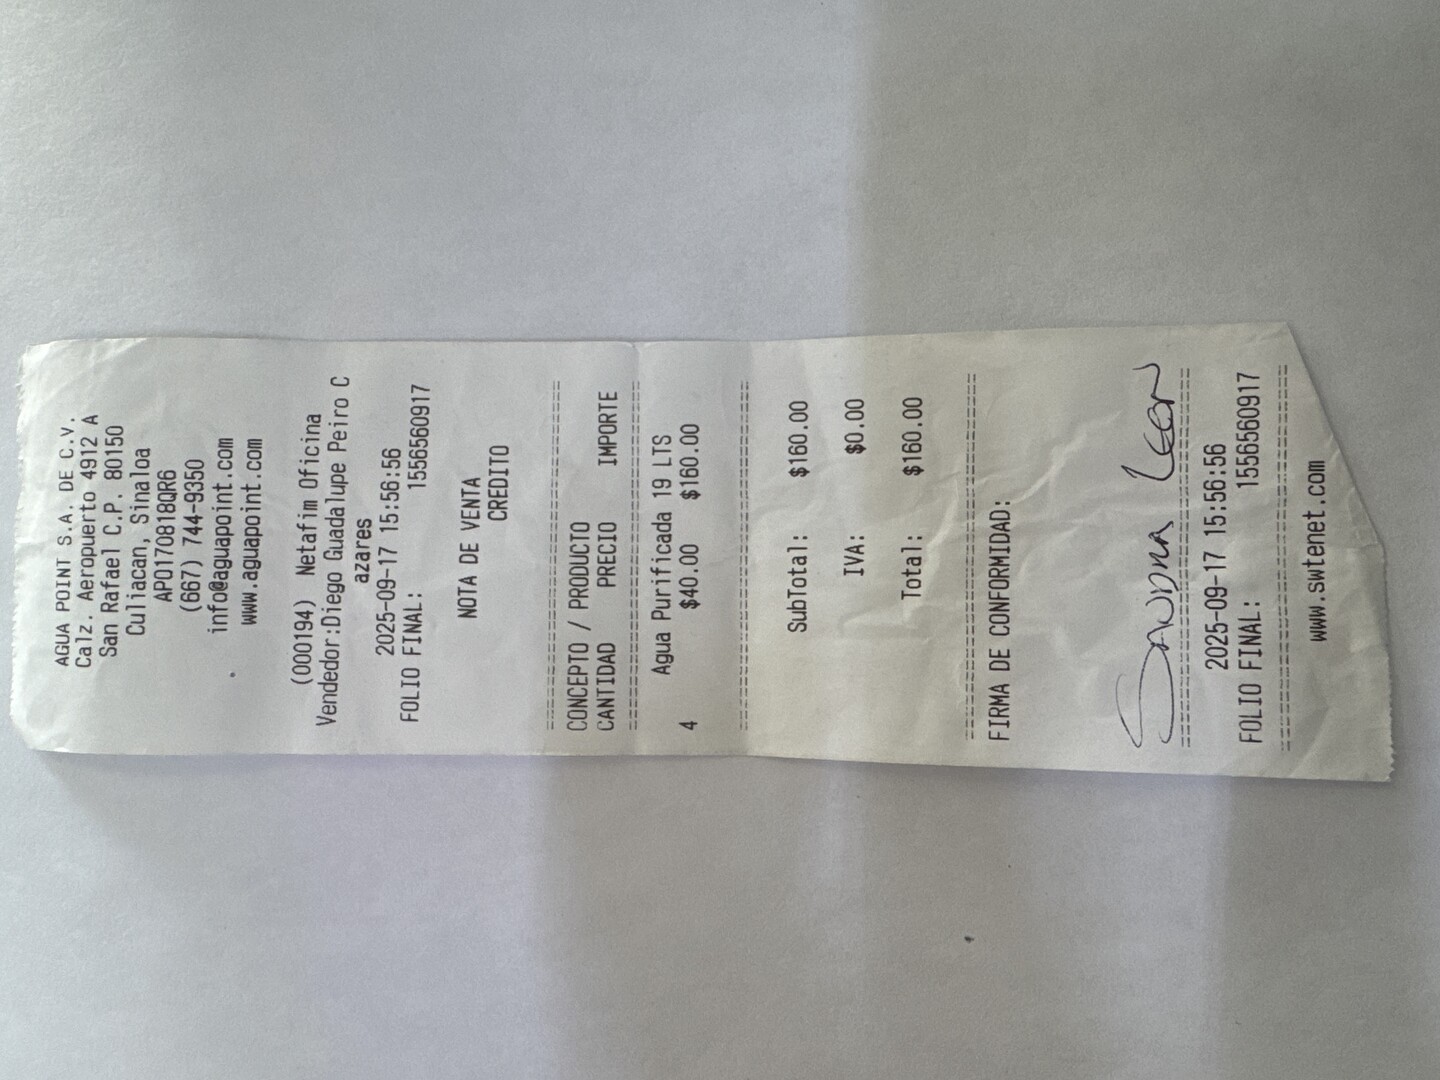 AGUA POINT S.A. DE C.V.
Calz. Aeropuerto 4912 A
San Rafael C.P. 80150
Culiacan, Sinaloa
APO170818QR6
(667) 744-9350
info@aguapoint.com
www.aguapoint.com
(000194) Netafim Oficina
Vendedor:Diego Guadalupe Peiro C
azares
2025-09-17 15:56:56
FOLIO FINAL: 1556560917
NOTA DE VENTA
CREDITO
================================
CONCEPTO / PRODUCTO
CANTIDAD PRECIO IMPORTE
================================
Agua Purificada 19 LTS
4 $40.00 $160.00
================================
SubTotal: $160.00
IVA: $0.00
Total: $160.00
================================
FIRMA DE CONFORMIDAD:
Leon
================================
2025-09-17 15:56:56
FOLIO FINAL: 1556560917
================================
www.swtenet.com